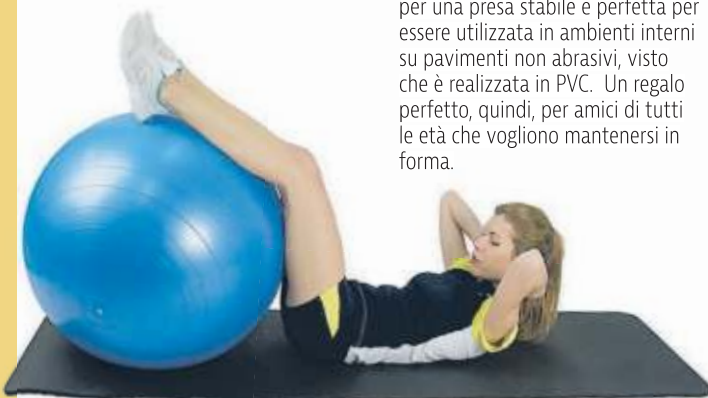 per una presa stabile e perfetta per
essere utilizzata in ambienti interni
su pavimenti non abrasivi, visto
che è realizzata in PVC. Un regalo
perfetto, quindi, per amici di tutti
le età che vogliono mantenersi in
forma.